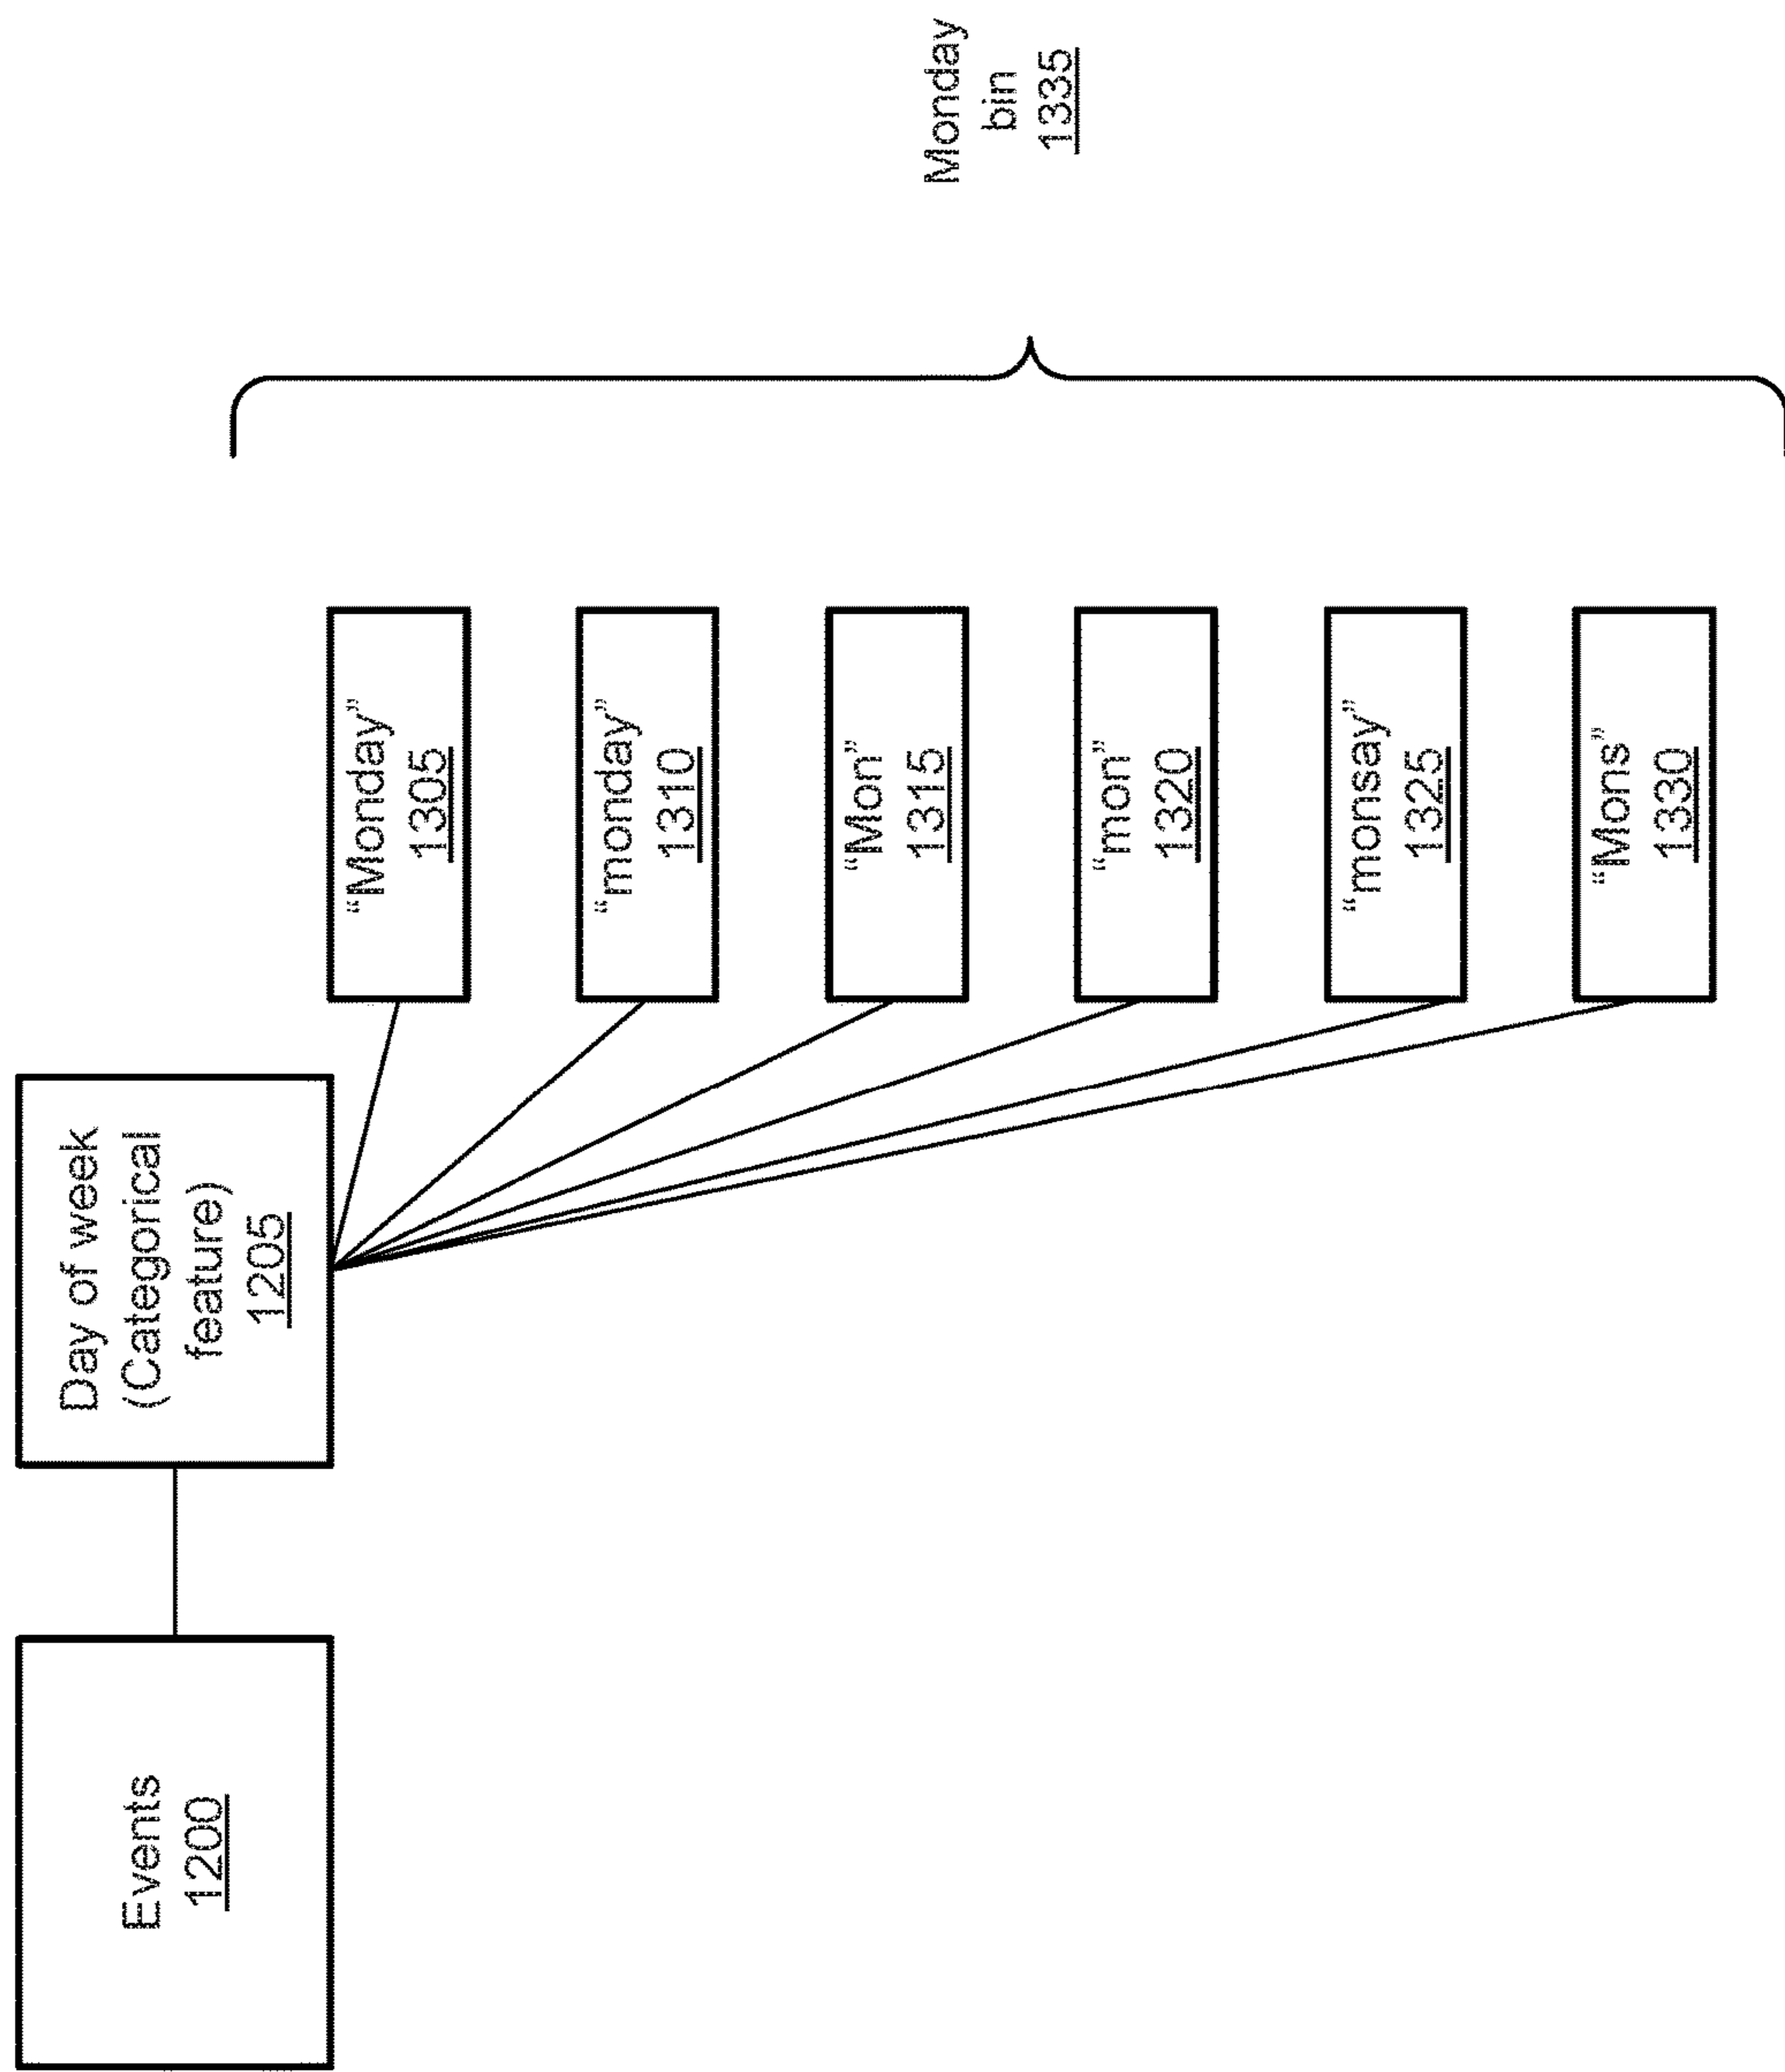 Events
1200
Day of week
(Categorical
feature)
1205
“Monday”
1305
“monday”
1310
“Mon”
1315
“mon”
1320
“monsay”
1325
“Mons”
1330
Monday
bin
1335